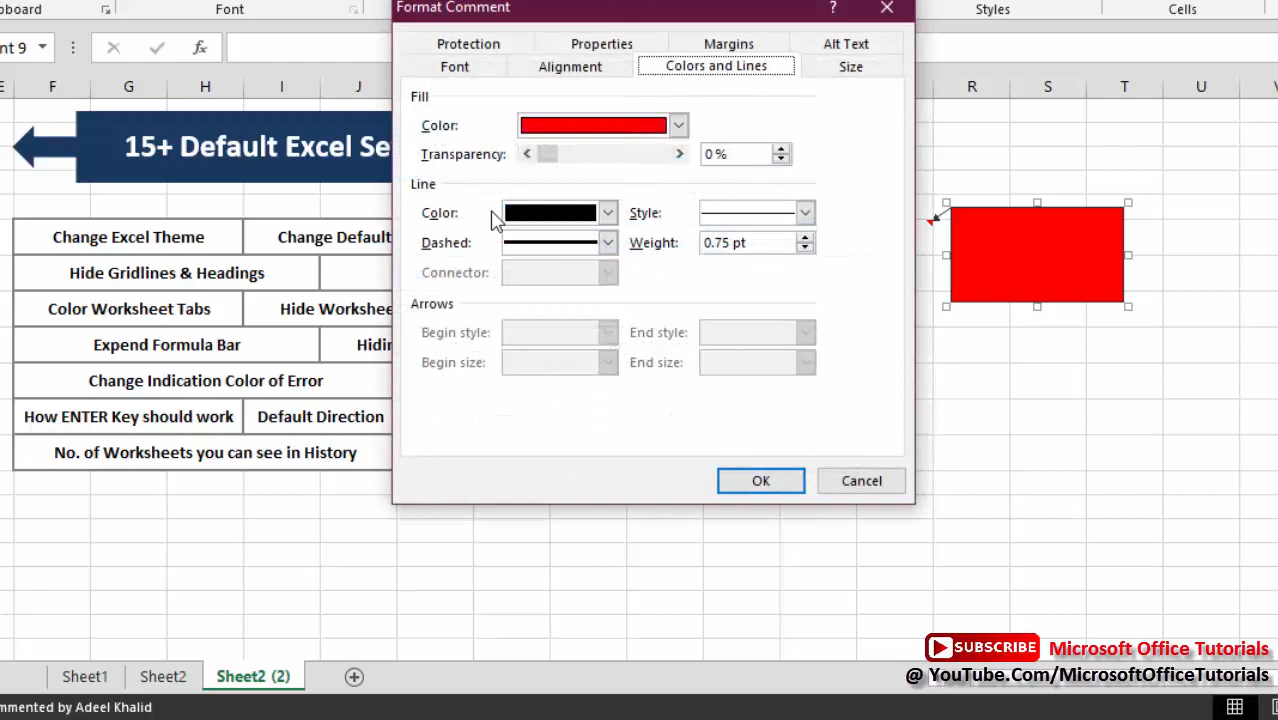 Format Comment ?
oard Font Styles Cells
nt 9 fx
F G H I J R S T U
Protection Properties Margins Alt Text
Font Alignment Colors and Lines Size
Fill
Color:
Transparency: 0 %
Line
Color: Style:
Dashed: Weight: 0.75 pt
Connector:
Arrows
Begin style: End style:
Begin size: End size:
OK Cancel
15+ Default Excel Se
Change Excel Theme Change Default
Hide Gridlines & Headings
Color Worksheet Tabs Hide Workshee
Expend Formula Bar Hidin
Change Indication Color of Error
How ENTER Key should work Default Direction
No. of Worksheets you can see in History
SUBSCRIBE Microsoft Office Tutorials
@ YouTube.Com/MicrosoftOfficeTutorials
Sheet1 Sheet2 Sheet2 (2)
mmented by Adeel Khalid